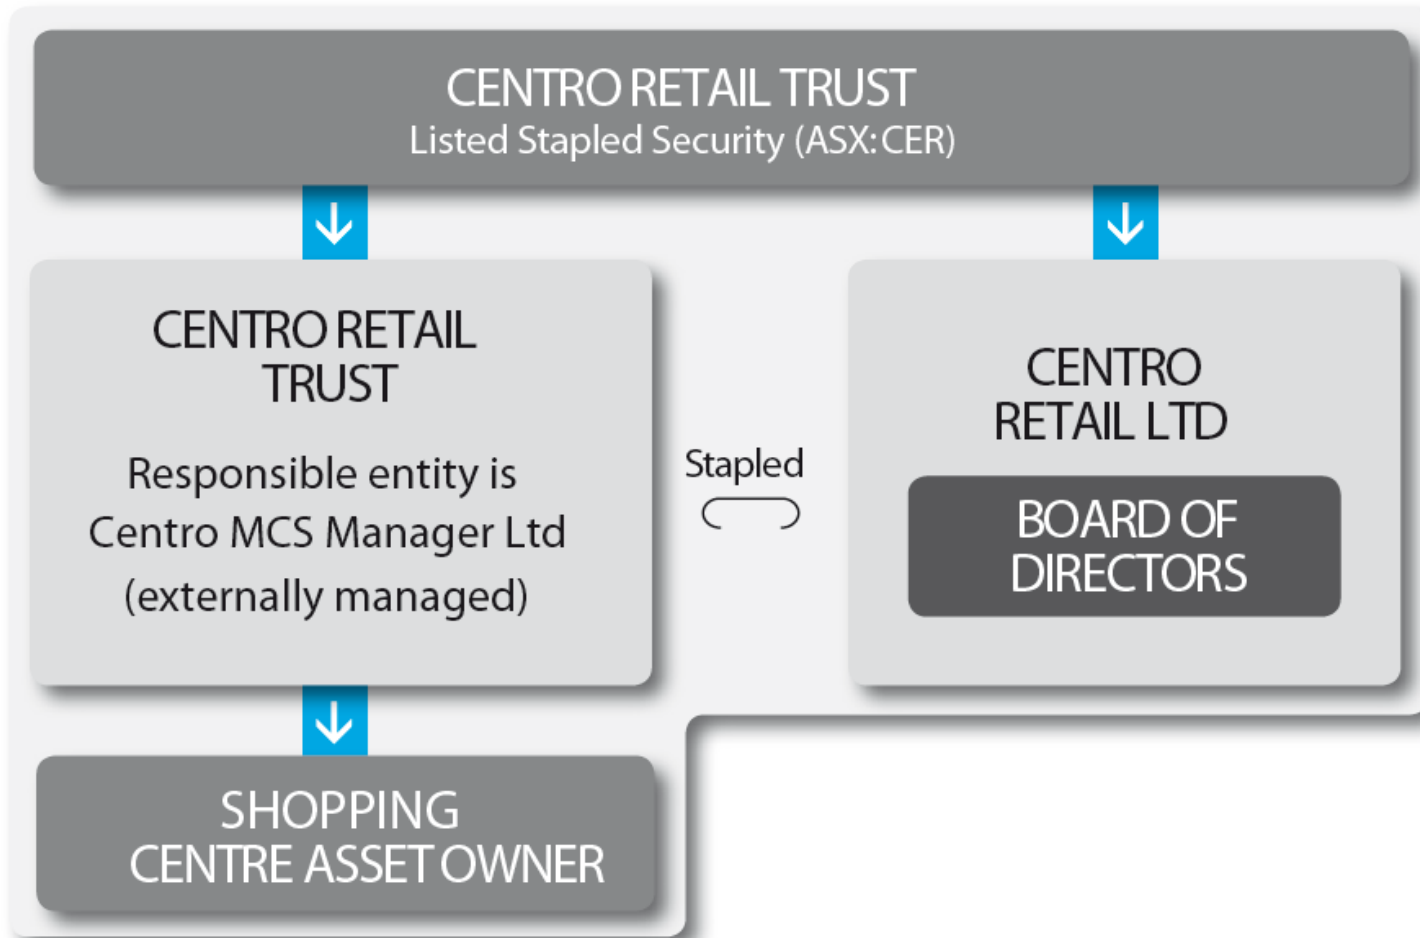 CENTRO RETAIL TRUST
Listed Stapled Security (ASX:CER)
CENTRO RETAIL
TRUST
Responsible entity is
Centro MCS Manager Ltd
(externally managed)
Stapled
CENTRO
RETAIL LTD
BOARD OF
DIRECTORS
SHOPPING
CENTRE ASSET OWNER